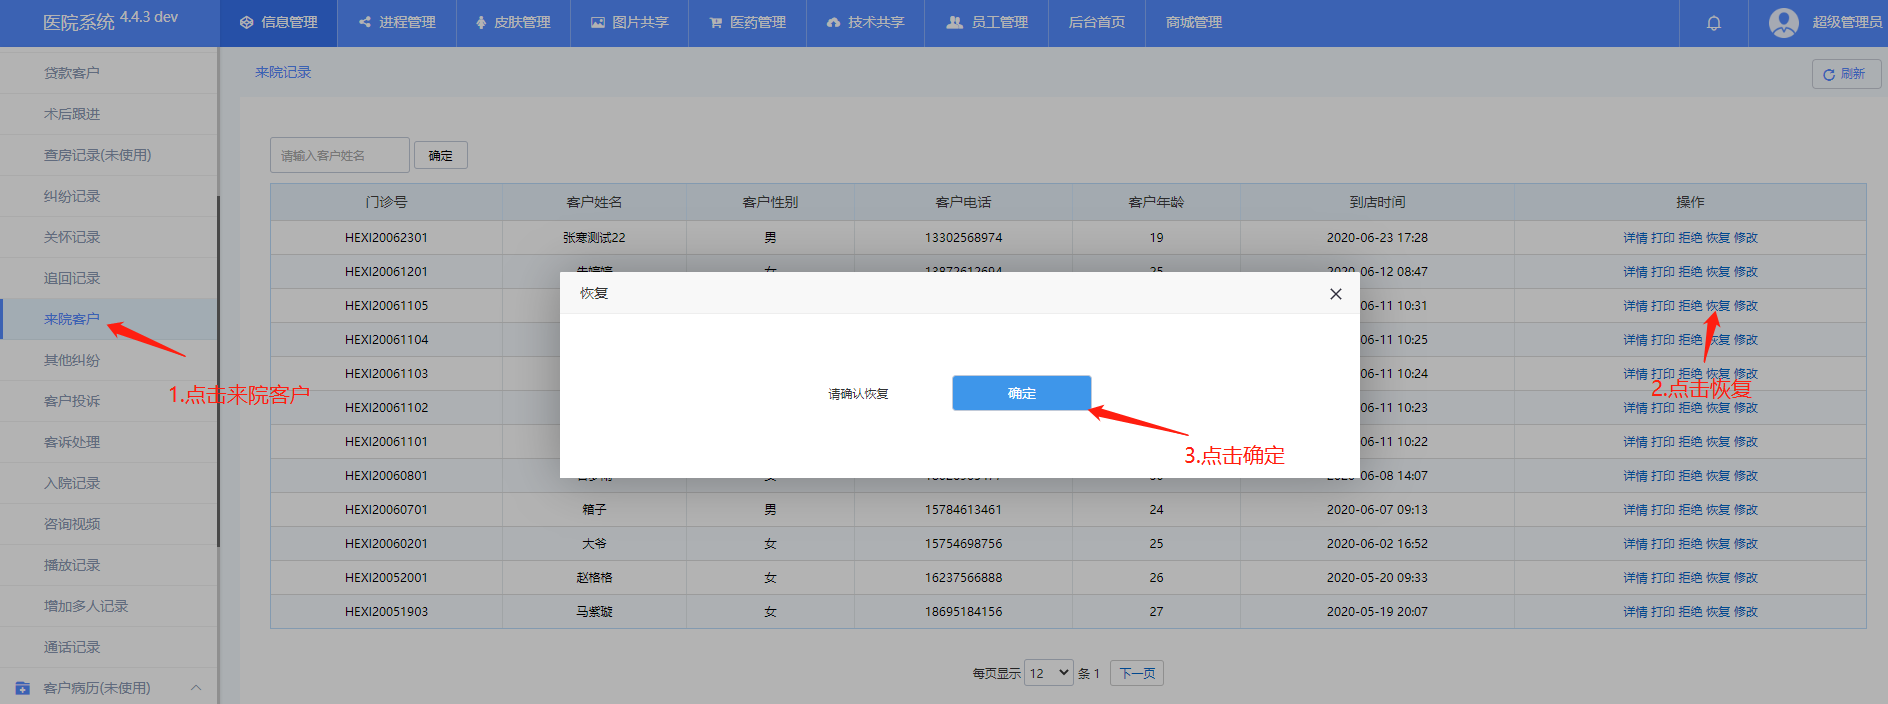 医院系统 4.4.3 dev
信息管理 进程管理 皮肤管理 图片共享 医药管理 技术共享 员工管理 后台首页 商城管理 超级管理员
贷款客户
术后跟进
查房记录(未使用)
纠纷记录
关怀记录
追回记录
来院客户
其他纠纷
客户投诉
客诉处理
入院记录
咨询视频
播放记录
增加多人记录
通话记录
客户病历(未使用)
1.点击来院客户
来院记录
刷新
请输入客户姓名 确定
门诊号 客户姓名 客户性别 客户电话 客户年龄 到店时间 操作
HEXI20062301 张寒测试22 男 13302568974 19 2020-06-23 17:28 详情 打印 拒绝 恢复 修改
HEXI20061201 女 13872612694 25 2020-06-12 08:47 详情 打印 拒绝 恢复 修改
HEXI20061105 06-11 10:31 详情 打印 拒绝 恢复 修改
HEXI20061104 06-11 10:25 详情 打印 拒绝 恢复 修改
HEXI20061103 06-11 10:24 详情 打印 拒绝 恢复 修改
HEXI20061102 06-11 10:23 详情 打印 拒绝 恢复 修改
HEXI20061101 06-11 10:22 详情 打印 拒绝 恢复 修改
HEXI20060801 06-08 14:07 详情 打印 拒绝 恢复 修改
HEXI20060701 箱子 男 15784613461 24 2020-06-07 09:13 详情 打印 拒绝 恢复 修改
HEXI20060201 大爷 女 15754698756 25 2020-06-02 16:52 详情 打印 拒绝 恢复 修改
HEXI20052001 赵格格 女 16237566888 26 2020-05-20 09:33 详情 打印 拒绝 恢复 修改
HEXI20051903 马紫璇 女 18695184156 27 2020-05-19 20:07 详情 打印 拒绝 恢复 修改
2.点击恢复
恢复
请确认恢复 确定
3.点击确定
每页显示 12 条 1 下一页